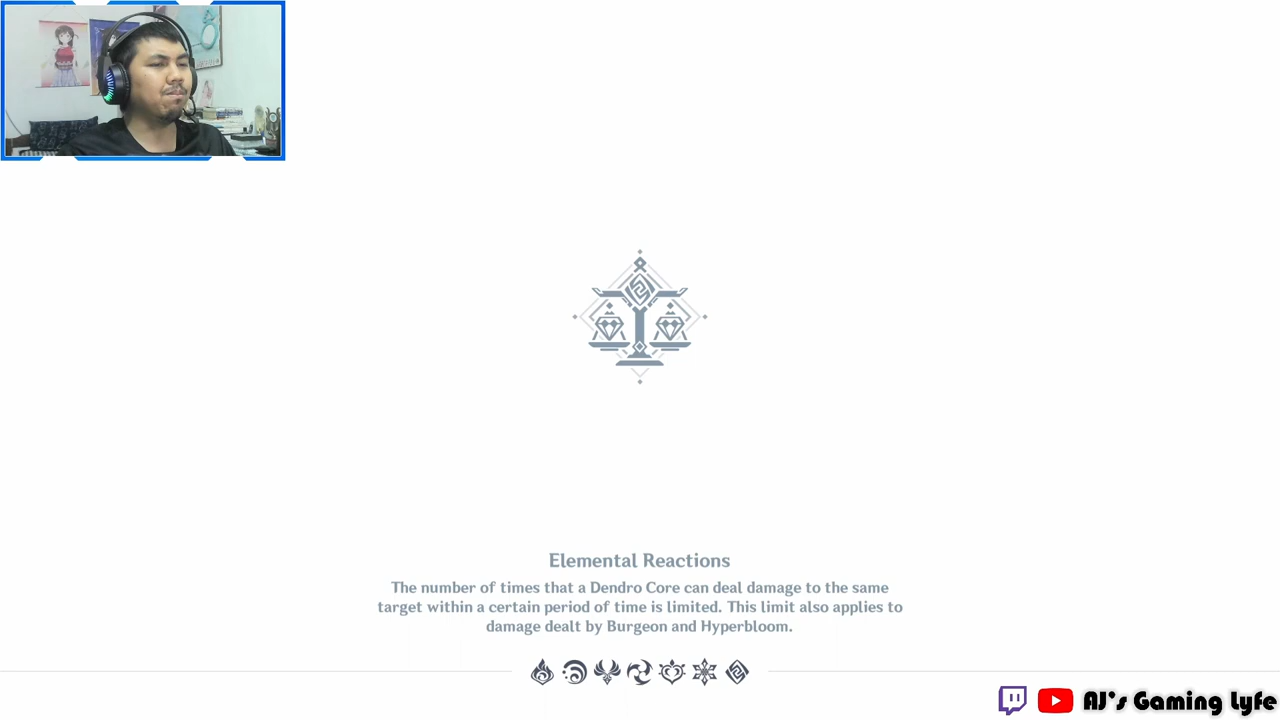 Elemental Reactions
The number of times that a Dendro Core can deal damage to the same
target within a certain period of time is limited. This limit also applies to
damage dealt by Burgeon and Hyperbloom.
AJ's Gaming Lyfe